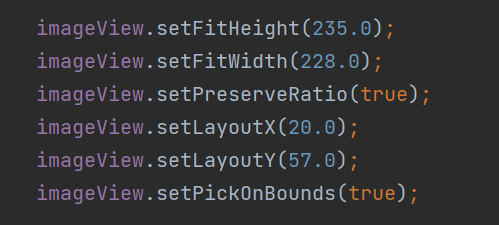 imageView.setFitHeight(235.0);
imageView.setFitWidth(228.0);
imageView.setPreserveRatio(true);
imageView.setLayoutX(20.0);
imageView.setLayoutY(57.0);
imageView.setPickOnBounds(true);